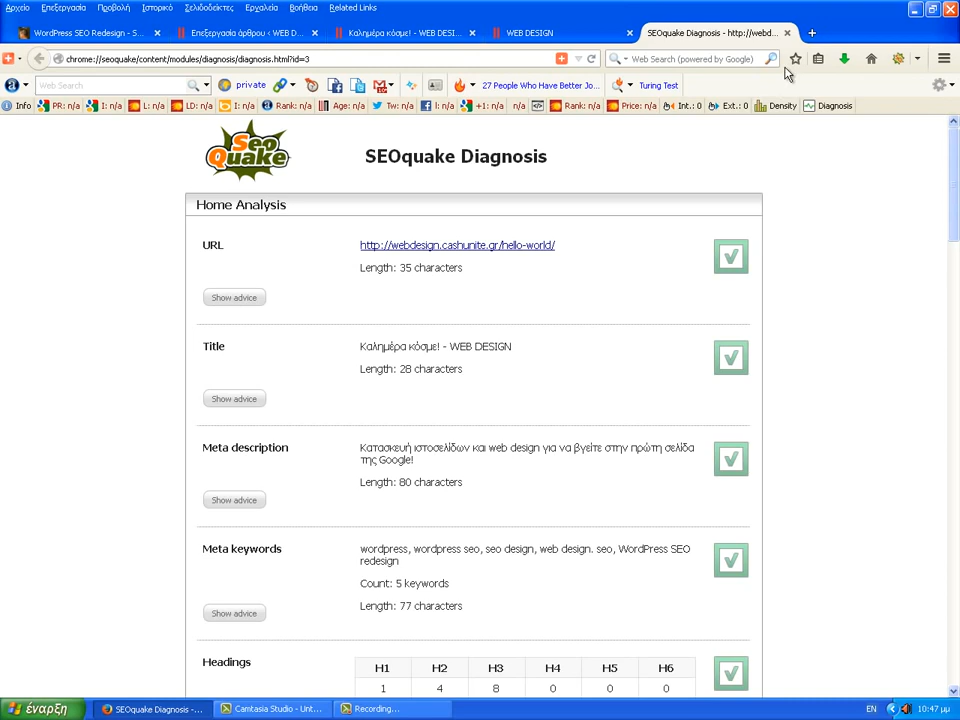 Αρχείο Επεξεργασία Προβολή Ιστορικό Σελιδοδείκτες Εργαλεία Βοήθεια Related Links
WordPress SEO Redesign - S...
Επεξεργασία άρθρου ‹ WEB D...
Καλημέρα κόσμε! - WEB DESI...
WEB DESIGN
SEOquake Diagnosis - http://webd...
chrome://seoquake/content/modules/diagnosis/diagnosis.html?id=3
Web Search (powered by Google)
Web Search
private
27 People Who Have Better Jo...
Turing Test
Info PR: n/a I: n/a L: n/a LD: n/a I: n/a Rank: n/a Age: n/a Tw: n/a l: n/a +1: n/a n/a Rank: n/a Price: n/a Int.: 0 Ext.: 0 Density Diagnosis
Seo
Quake
SEOquake Diagnosis
Home Analysis
URL
http://webdesign.cashunite.gr/hello-world/
Length: 35 characters
Show advice
Title
Καλημέρα κόσμε! - WEB DESIGN
Length: 28 characters
Show advice
Meta description
Κατασκευή ιστοσελίδων και web design για να βγείτε στην πρώτη σελίδα
της Google!
Length: 80 characters
Show advice
Meta keywords
wordpress, wordpress seo, seo design, web design. seo, WordPress SEO
redesign
Count: 5 keywords
Length: 77 characters
Show advice
Headings
H1 H2 H3 H4 H5 H6
1 4 8 0 0 0
έναρξη
SEOquake Diagnosis -...
Camtasia Studio - Unt...
Recording...
EN
10:47 μμ